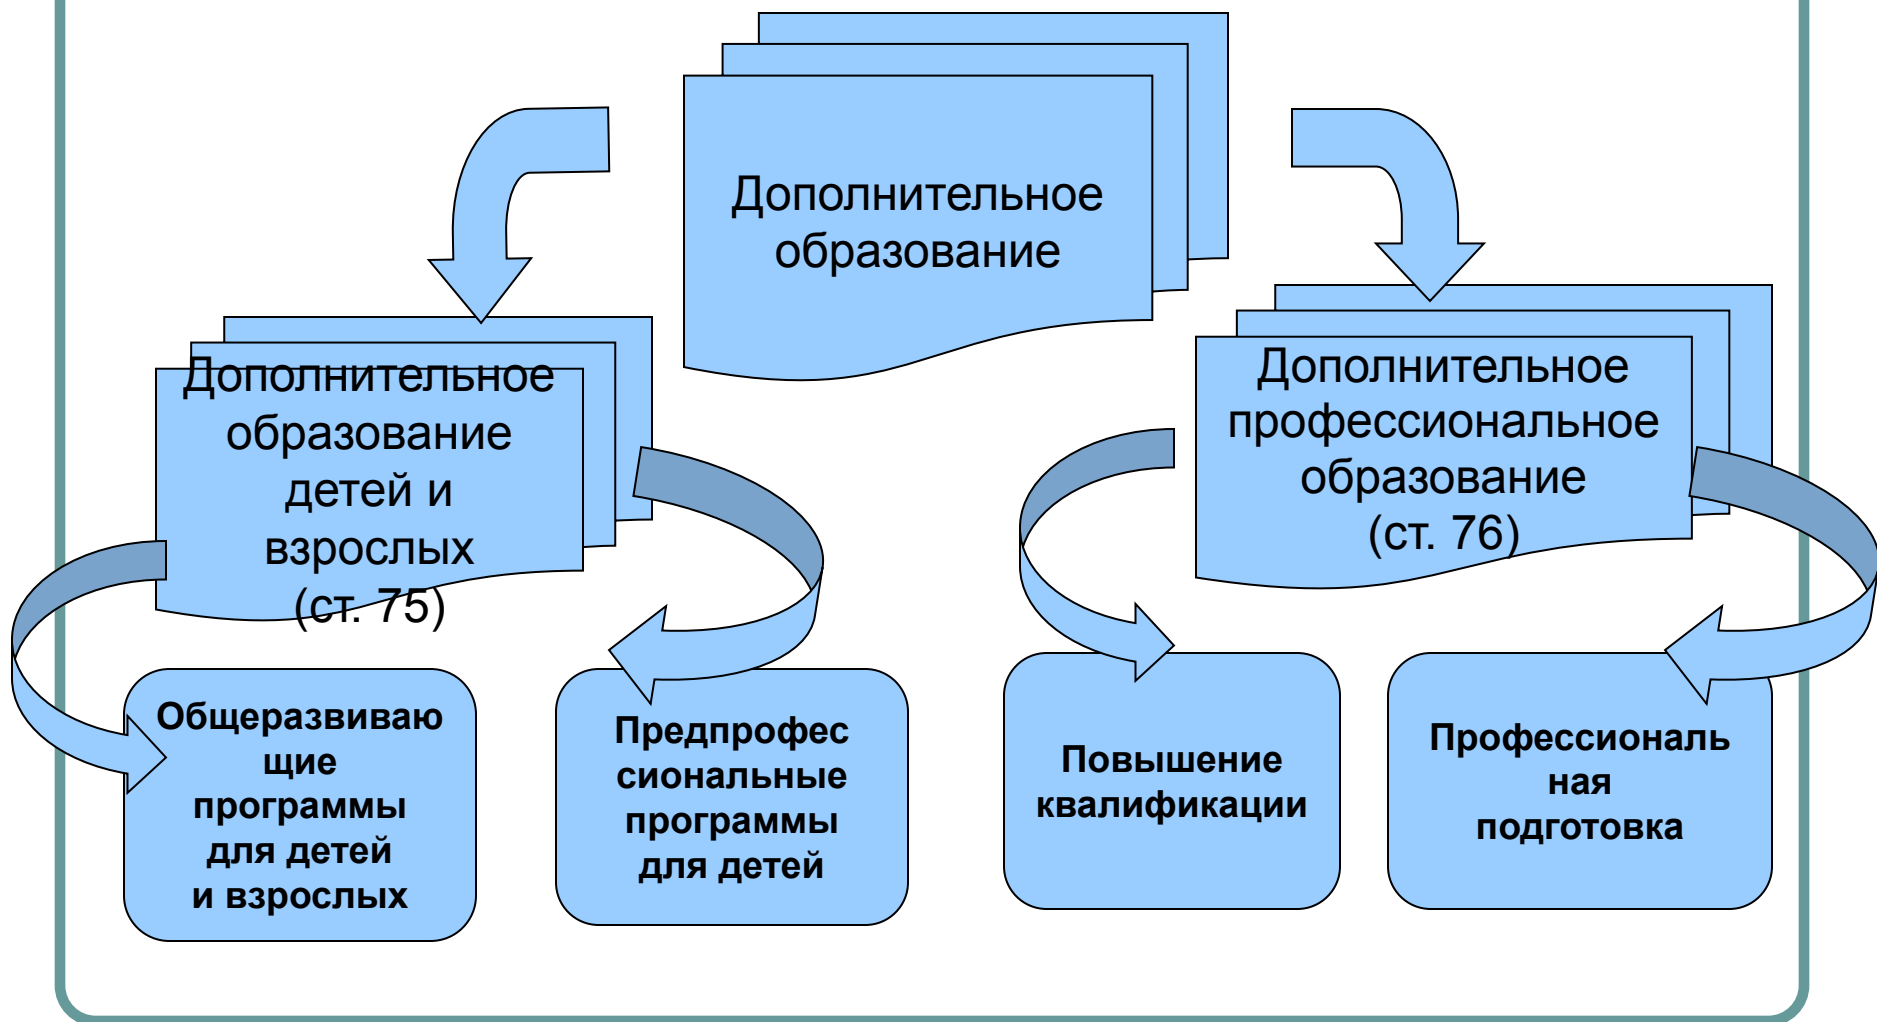 Дополнительное
образование
Дополнительное
образование
детей и
взрослых
(ст. 75)
Дополнительное
профессиональное
образование
(ст. 76)
Общеразвиваю
щие
программы
для детей
и взрослых
Предпрофес
сиональные
программы
для детей
Повышение
квалификации
Профессиональ
ная
подготовка